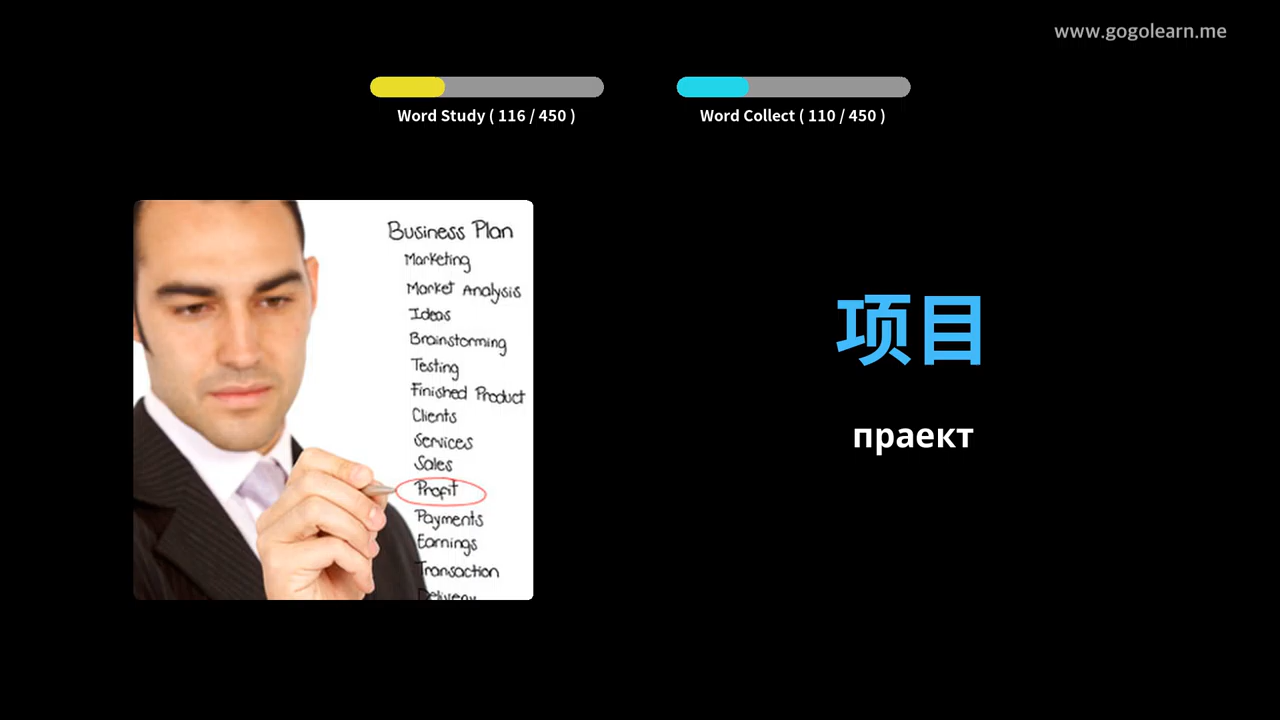 www.gogolearn.me
Word Study ( 116 / 450 )
Word Collect ( 110 / 450 )
Business Plan
Marketing
Market Analysis
Ideas
Brainstorming
Testing
Finished Product
Clients
Services
Sales
Profit
Payments
Earnings
Transaction
Delivery
项目
праект